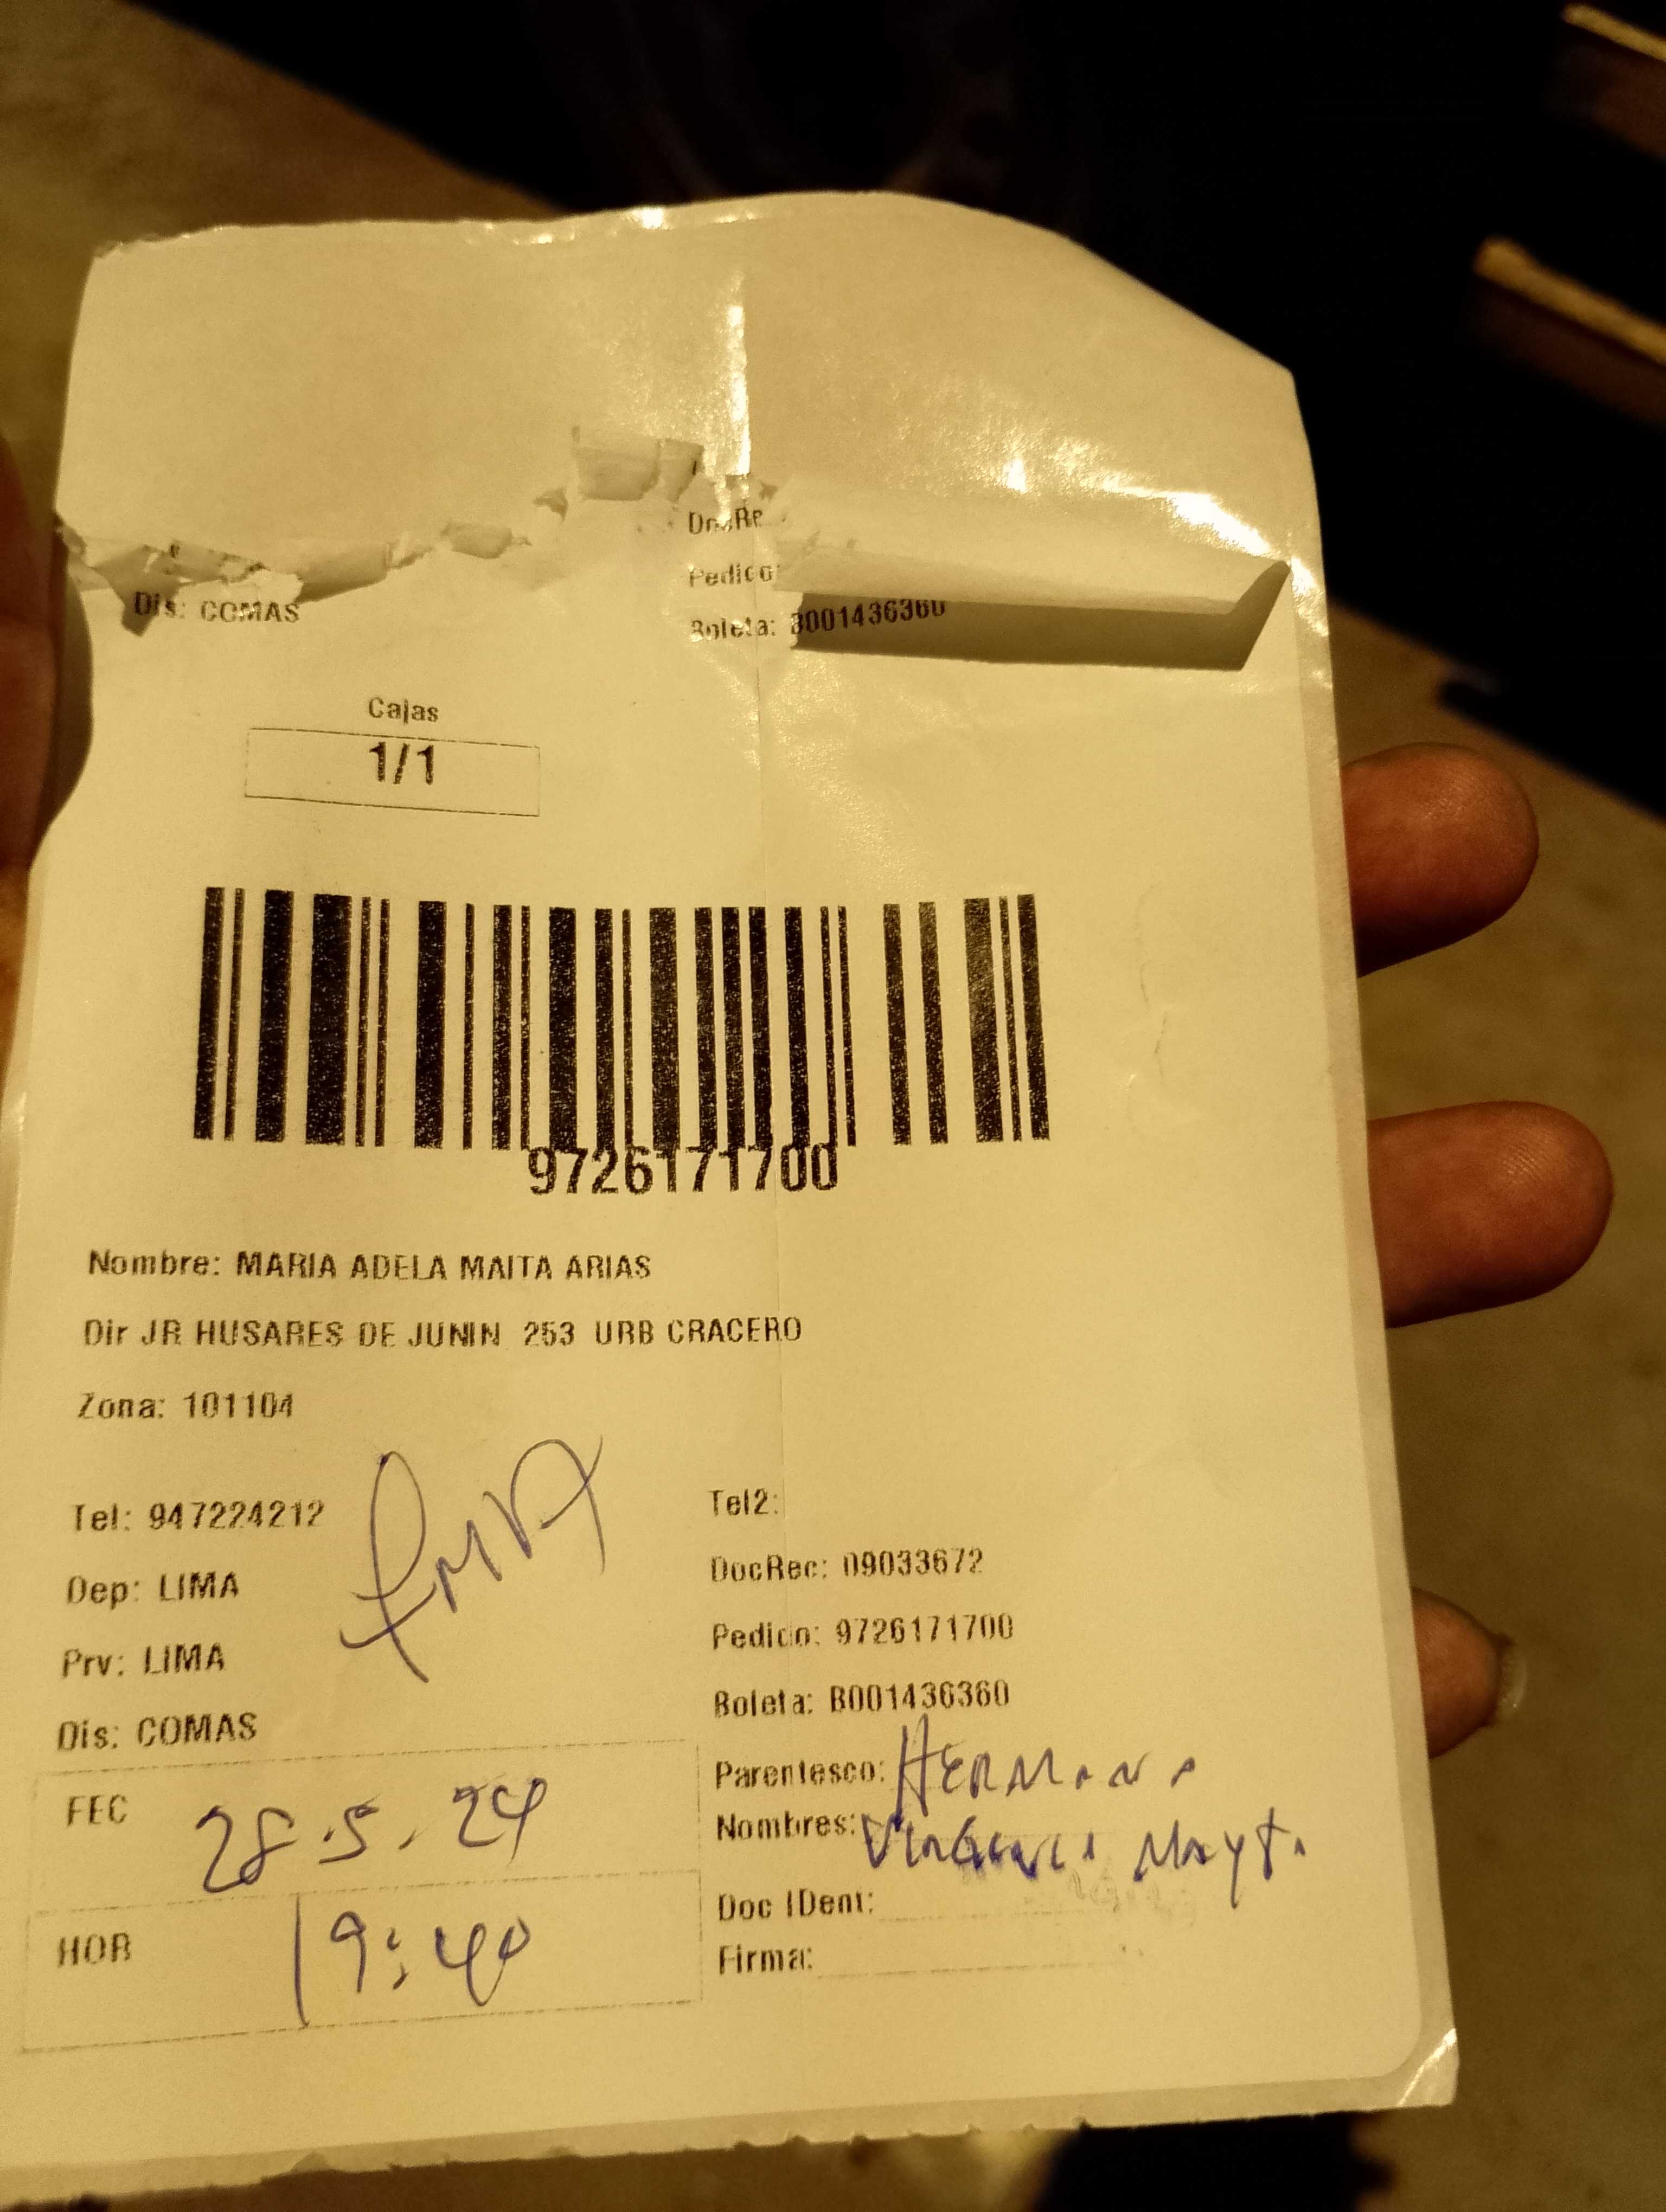 Dis: COMAS
Pedido:
Boleta: B001436360
Cajas
1/1
9726171700
Nombre: MARIA ADELA MAITA ARIAS
Dir JR HUSARES DE JUNIN 253 URB CRACERO
Zona: 101104
Tel: 947224212
Tel2:
Dep: LIMA
DocRec: 09033672
Prv: LIMA
Pedido: 9726171700
Dis: COMAS
Boleta: B001436360
Parentesco: HERMANA
FEC 28.5.24
Nombres: Mayta
Doc IDent:
HOR 19:40
Firma: